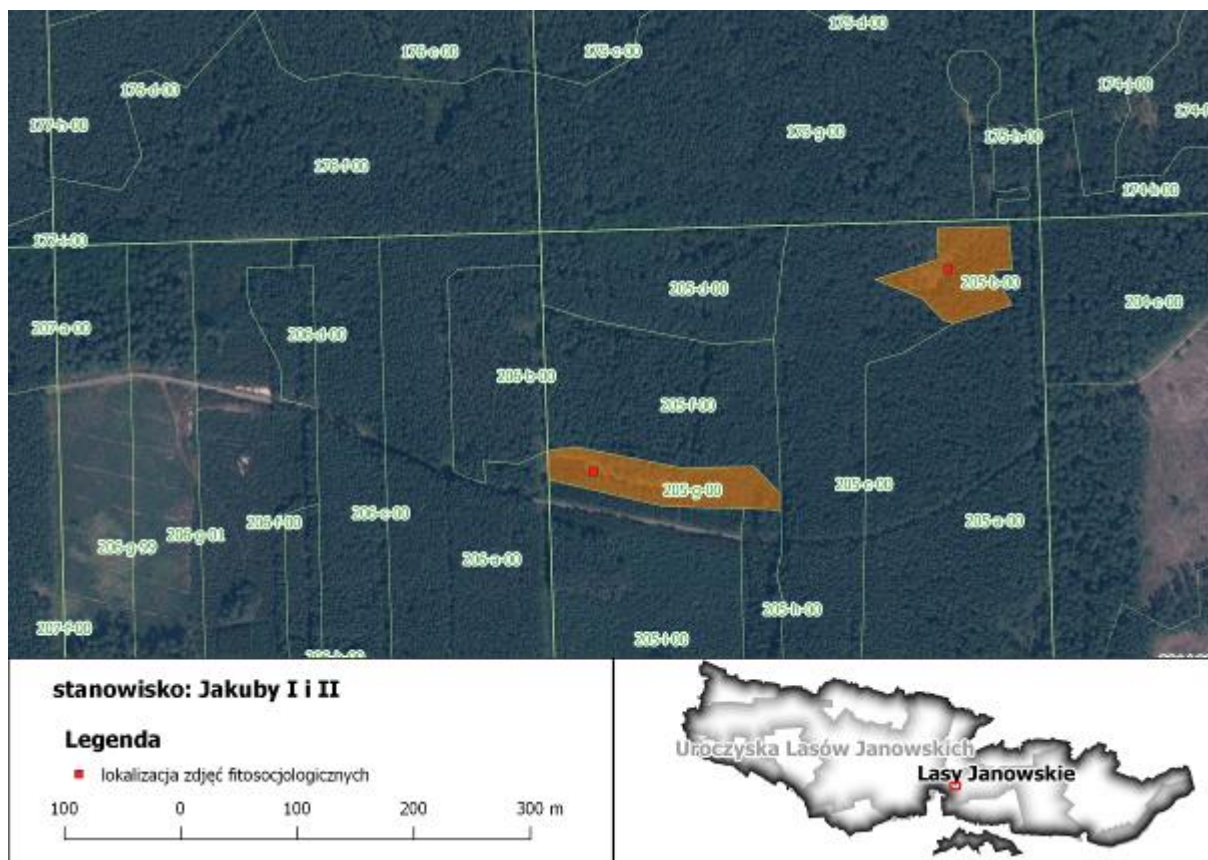 175-d-00
176-c-00
175-c-00
176-d-00
174-j-00
177-h-00
175-g-00
175-h-00
176-f-00
174-k-00
177-i-00
205-d-00
205-b-00
204-c-00
207-a-00
206-d-00
206-b-00
205-f-00
205-g-00
205-c-00
206-f-00
206-c-00
205-a-00
206-g-99
206-g-01
206-a-00
205-h-00
207-f-00
205-i-00
stanowisko: Jakuby I i II
Legenda
lokalizacja zdjęć fitosocjologicznych
100 0 100 200 300 m
Uroczyska Lasów Janowskich
Lasy Janowskie